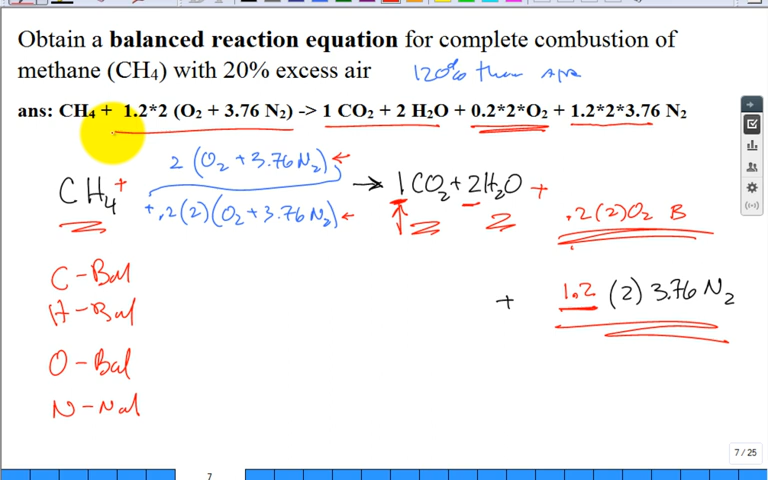 Obtain a balanced reaction equation for complete combustion of
methane (CH4) with 20% excess air
120% than
ans: CH4 + 1.2*2 (O2 + 3.76 N2) -> 1 CO2 + 2 H2O + 0.2*2*O2 + 1.2*2*3.76 N2
CH4 + 2 (O2 + 3.76 N2) → 1 CO2 + 2 H2O +
+ .2(2)(O2 + 3.76 N2)
.2(2)O2 B
+ 1.2 (2) 3.76 N2
C - Bal
H - Bal
O - Bal
N - Nal
7 / 25
7